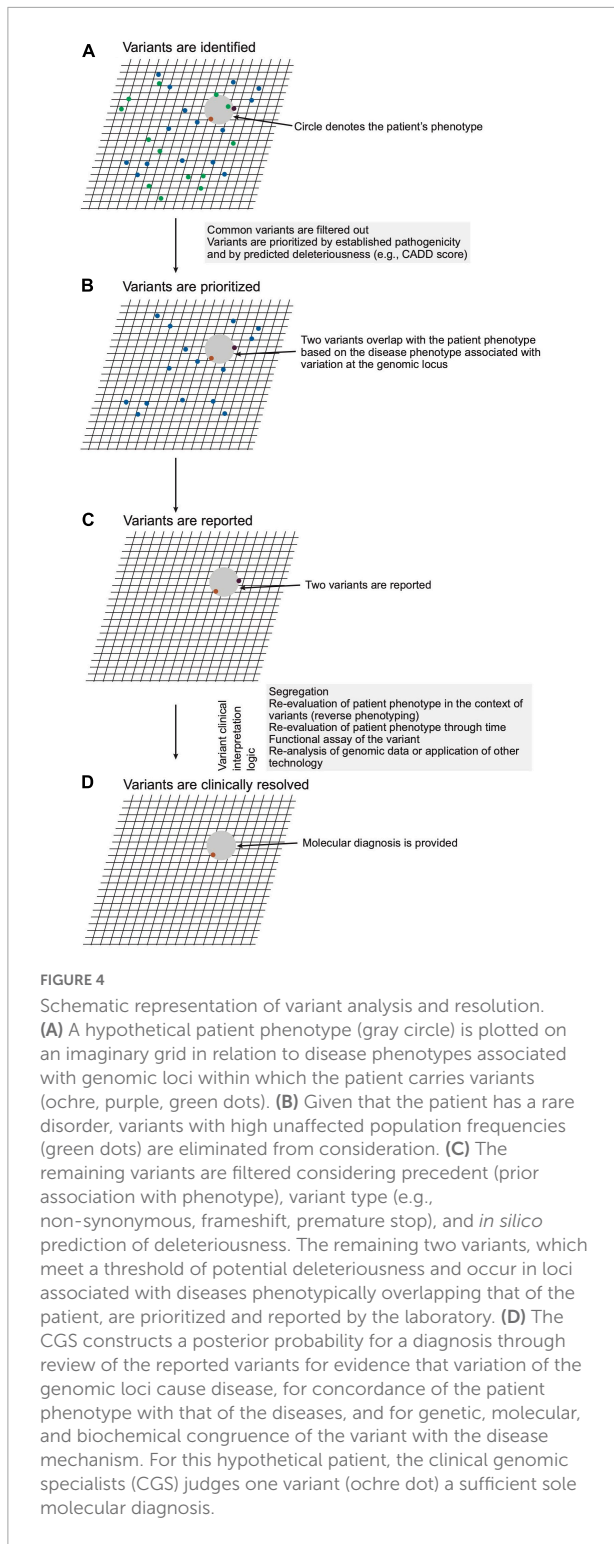 A Variants are identified
Circle denotes the patient's phenotype
Common variants are filtered out
Variants are prioritized by established pathogenicity
and by predicted deleteriousness (e.g., CADD score)
B Variants are prioritized
Two variants overlap with the patient phenotype
based on the disease phenotype associated with
variation at the genomic locus
C Variants are reported
Two variants are reported
Variant clinical
interpretation
logic
Segregation
Re-evaluation of patient phenotype in the context of
variants (reverse phenotyping)
Re-evaluation of patient phenotype through time
Functional assay of the variant
Re-analysis of genomic data or application of other
technology
D Variants are clinically resolved
Molecular diagnosis is provided
FIGURE 4
Schematic representation of variant analysis and resolution.
(A) A hypothetical patient phenotype (gray circle) is plotted on
an imaginary grid in relation to disease phenotypes associated
with genomic loci within which the patient carries variants
(ochre, purple, green dots). (B) Given that the patient has a rare
disorder, variants with high unaffected population frequencies
(green dots) are eliminated from consideration. (C) The
remaining variants are filtered considering precedent (prior
association with phenotype), variant type (e.g.,
non-synonymous, frameshift, premature stop), and in silico
prediction of deleteriousness. The remaining two variants, which
meet a threshold of potential deleteriousness and occur in loci
associated with diseases phenotypically overlapping that of the
patient, are prioritized and reported by the laboratory. (D) The
CGS constructs a posterior probability for a diagnosis through
review of the reported variants for evidence that variation of the
genomic loci cause disease, for concordance of the patient
phenotype with that of the diseases, and for genetic, molecular,
and biochemical congruence of the variant with the disease
mechanism. For this hypothetical patient, the clinical genomic
specialists (CGS) judges one variant (ochre dot) a sufficient sole
molecular diagnosis.